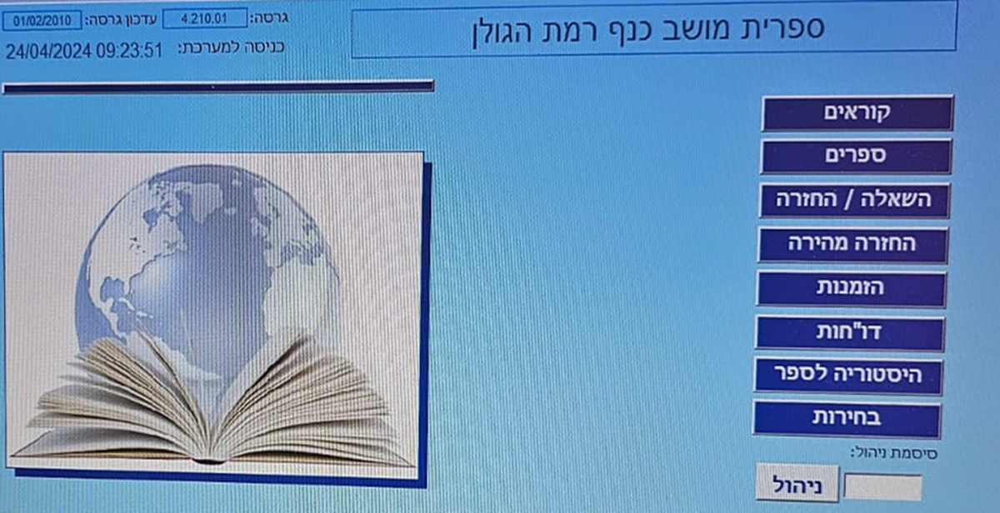 ספרית מושב כנף רמת הגולן
גרסה: 4.210.01 עדכון גרסה: 01/02/2010
כניסה למערכת: 24/04/2024 09:23:51
קוראים
ספרים
השאלה / החזרה
החזרה מהירה
הזמנות
דו"חות
היסטוריה לספר
בחירות
סיסמת ניהול:
ניהול